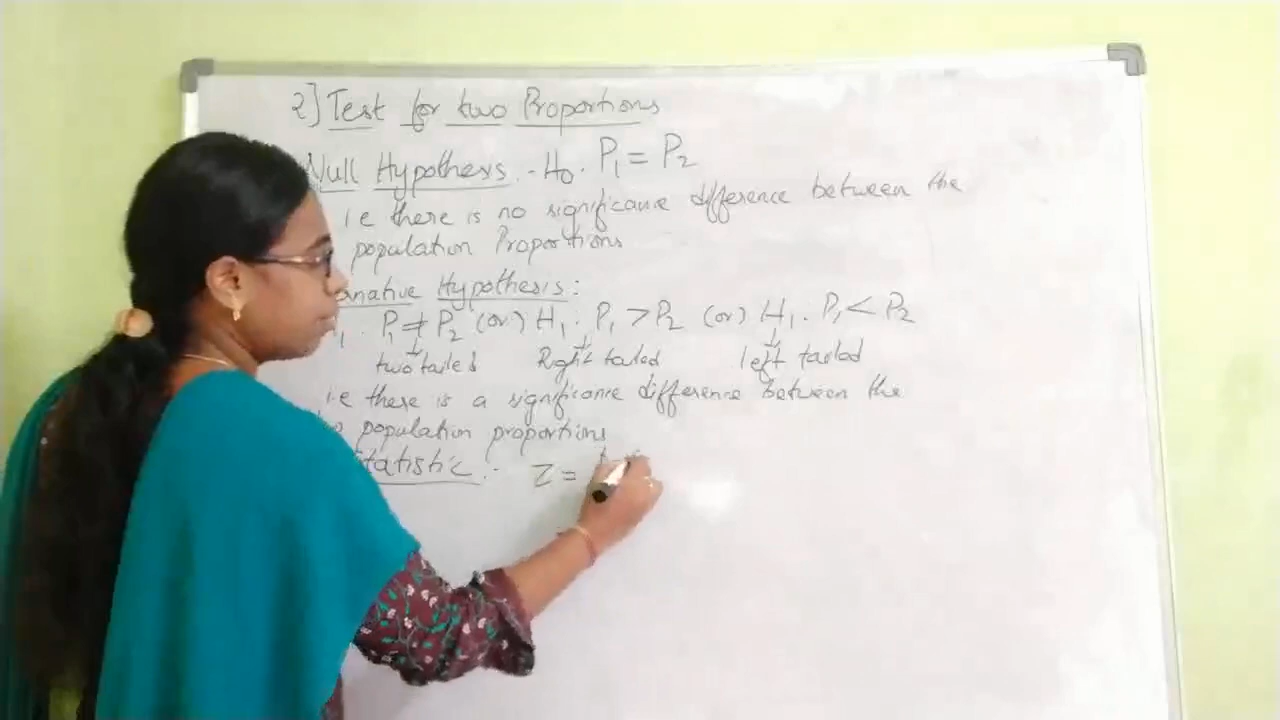 2] Test for two Proportions
Null Hypothesis :- H0: P1 = P2
i.e there is no significance difference between the
population Proportions
Hypothesis:
P1 ≠ P2 (or) H1: P1 > P2 (or) H1: P1 < P2
two tailed Right tailed left tailed
i.e there is a significance difference between the
population proportions
Statistic :- Z =